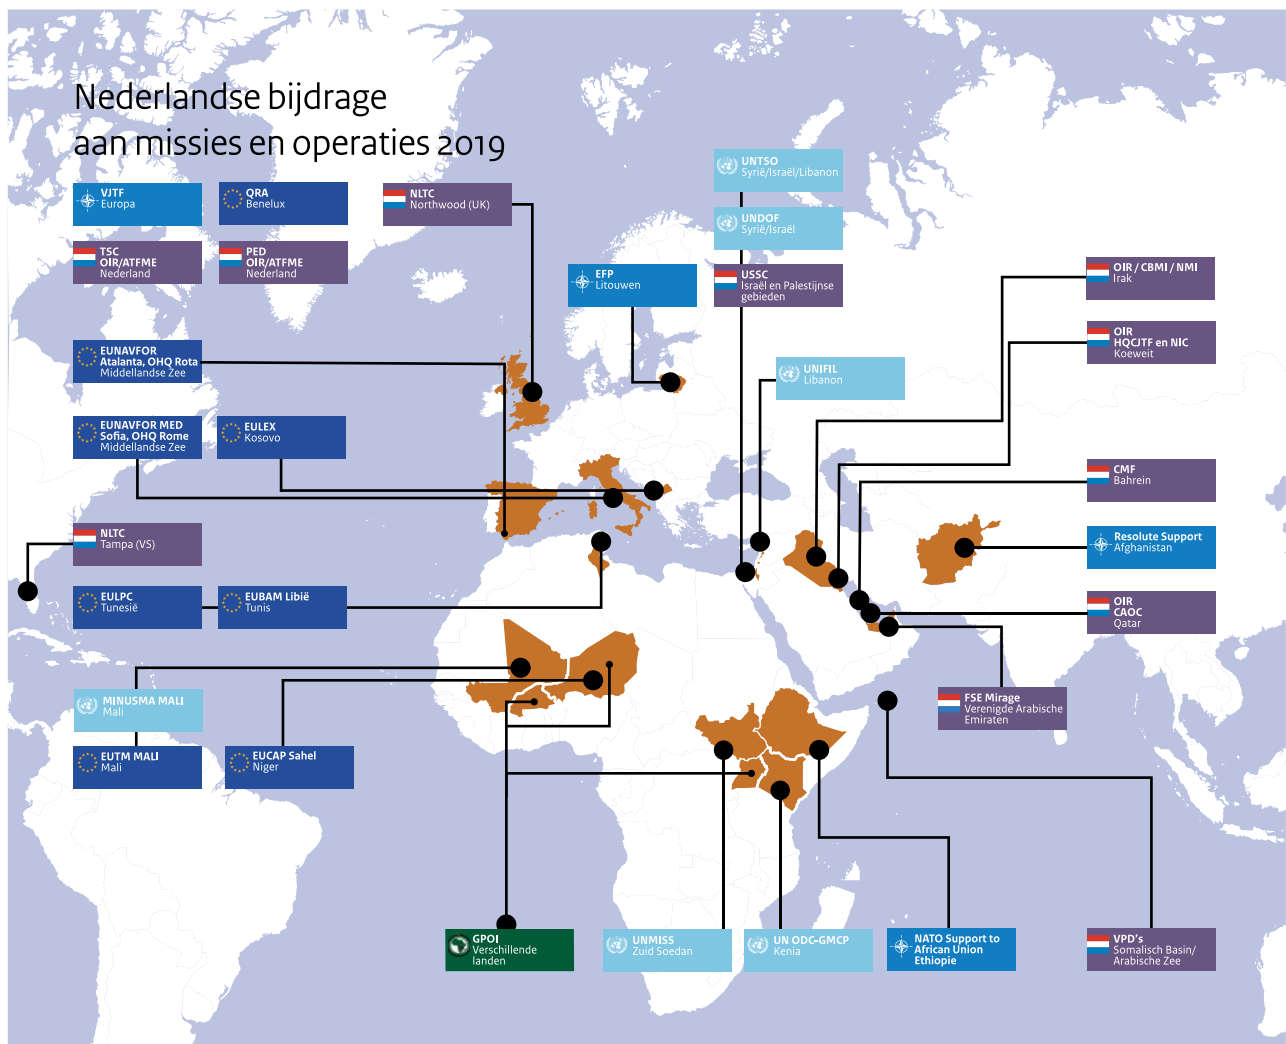 Nederlandse bijdrage
aan missies en operaties 2019
VJTF
Europa
QRA
Benelux
NLTC
Northwood (UK)
UNTSO
Syrië/Israël/Libanon
UNDOF
Syrië/Israël
TSC
OIR/ATFME
Nederland
PED
OIR/ATFME
Nederland
EFP
Litouwen
USSC
Israël en Palestijnse
gebieden
OIR / CBMI / NMI
Irak
OIR
HQCJTF en NIC
Koeweit
EUNAVFOR
Atalanta, OHQ Rota
Middellandse Zee
UNIFIL
Libanon
EUNAVFOR MED
Sofia, OHQ Rome
Middellandse Zee
EULEX
Kosovo
CMF
Bahrein
NLTC
Tampa (VS)
Resolute Support
Afghanistan
EULPC
Tunesië
EUBAM Libië
Tunis
OIR
CAOC
Qatar
MINUSMA MALI
Mali
FSE Mirage
Verenigde Arabische
Emiraten
EUTM MALI
Mali
EUCAP Sahel
Niger
GPOI
Verschillende
landen
UNMISS
Zuid Soedan
UN ODC-GMCP
Kenia
NATO Support to
African Union
Ethiopie
VPD's
Somalisch Basin/
Arabische Zee